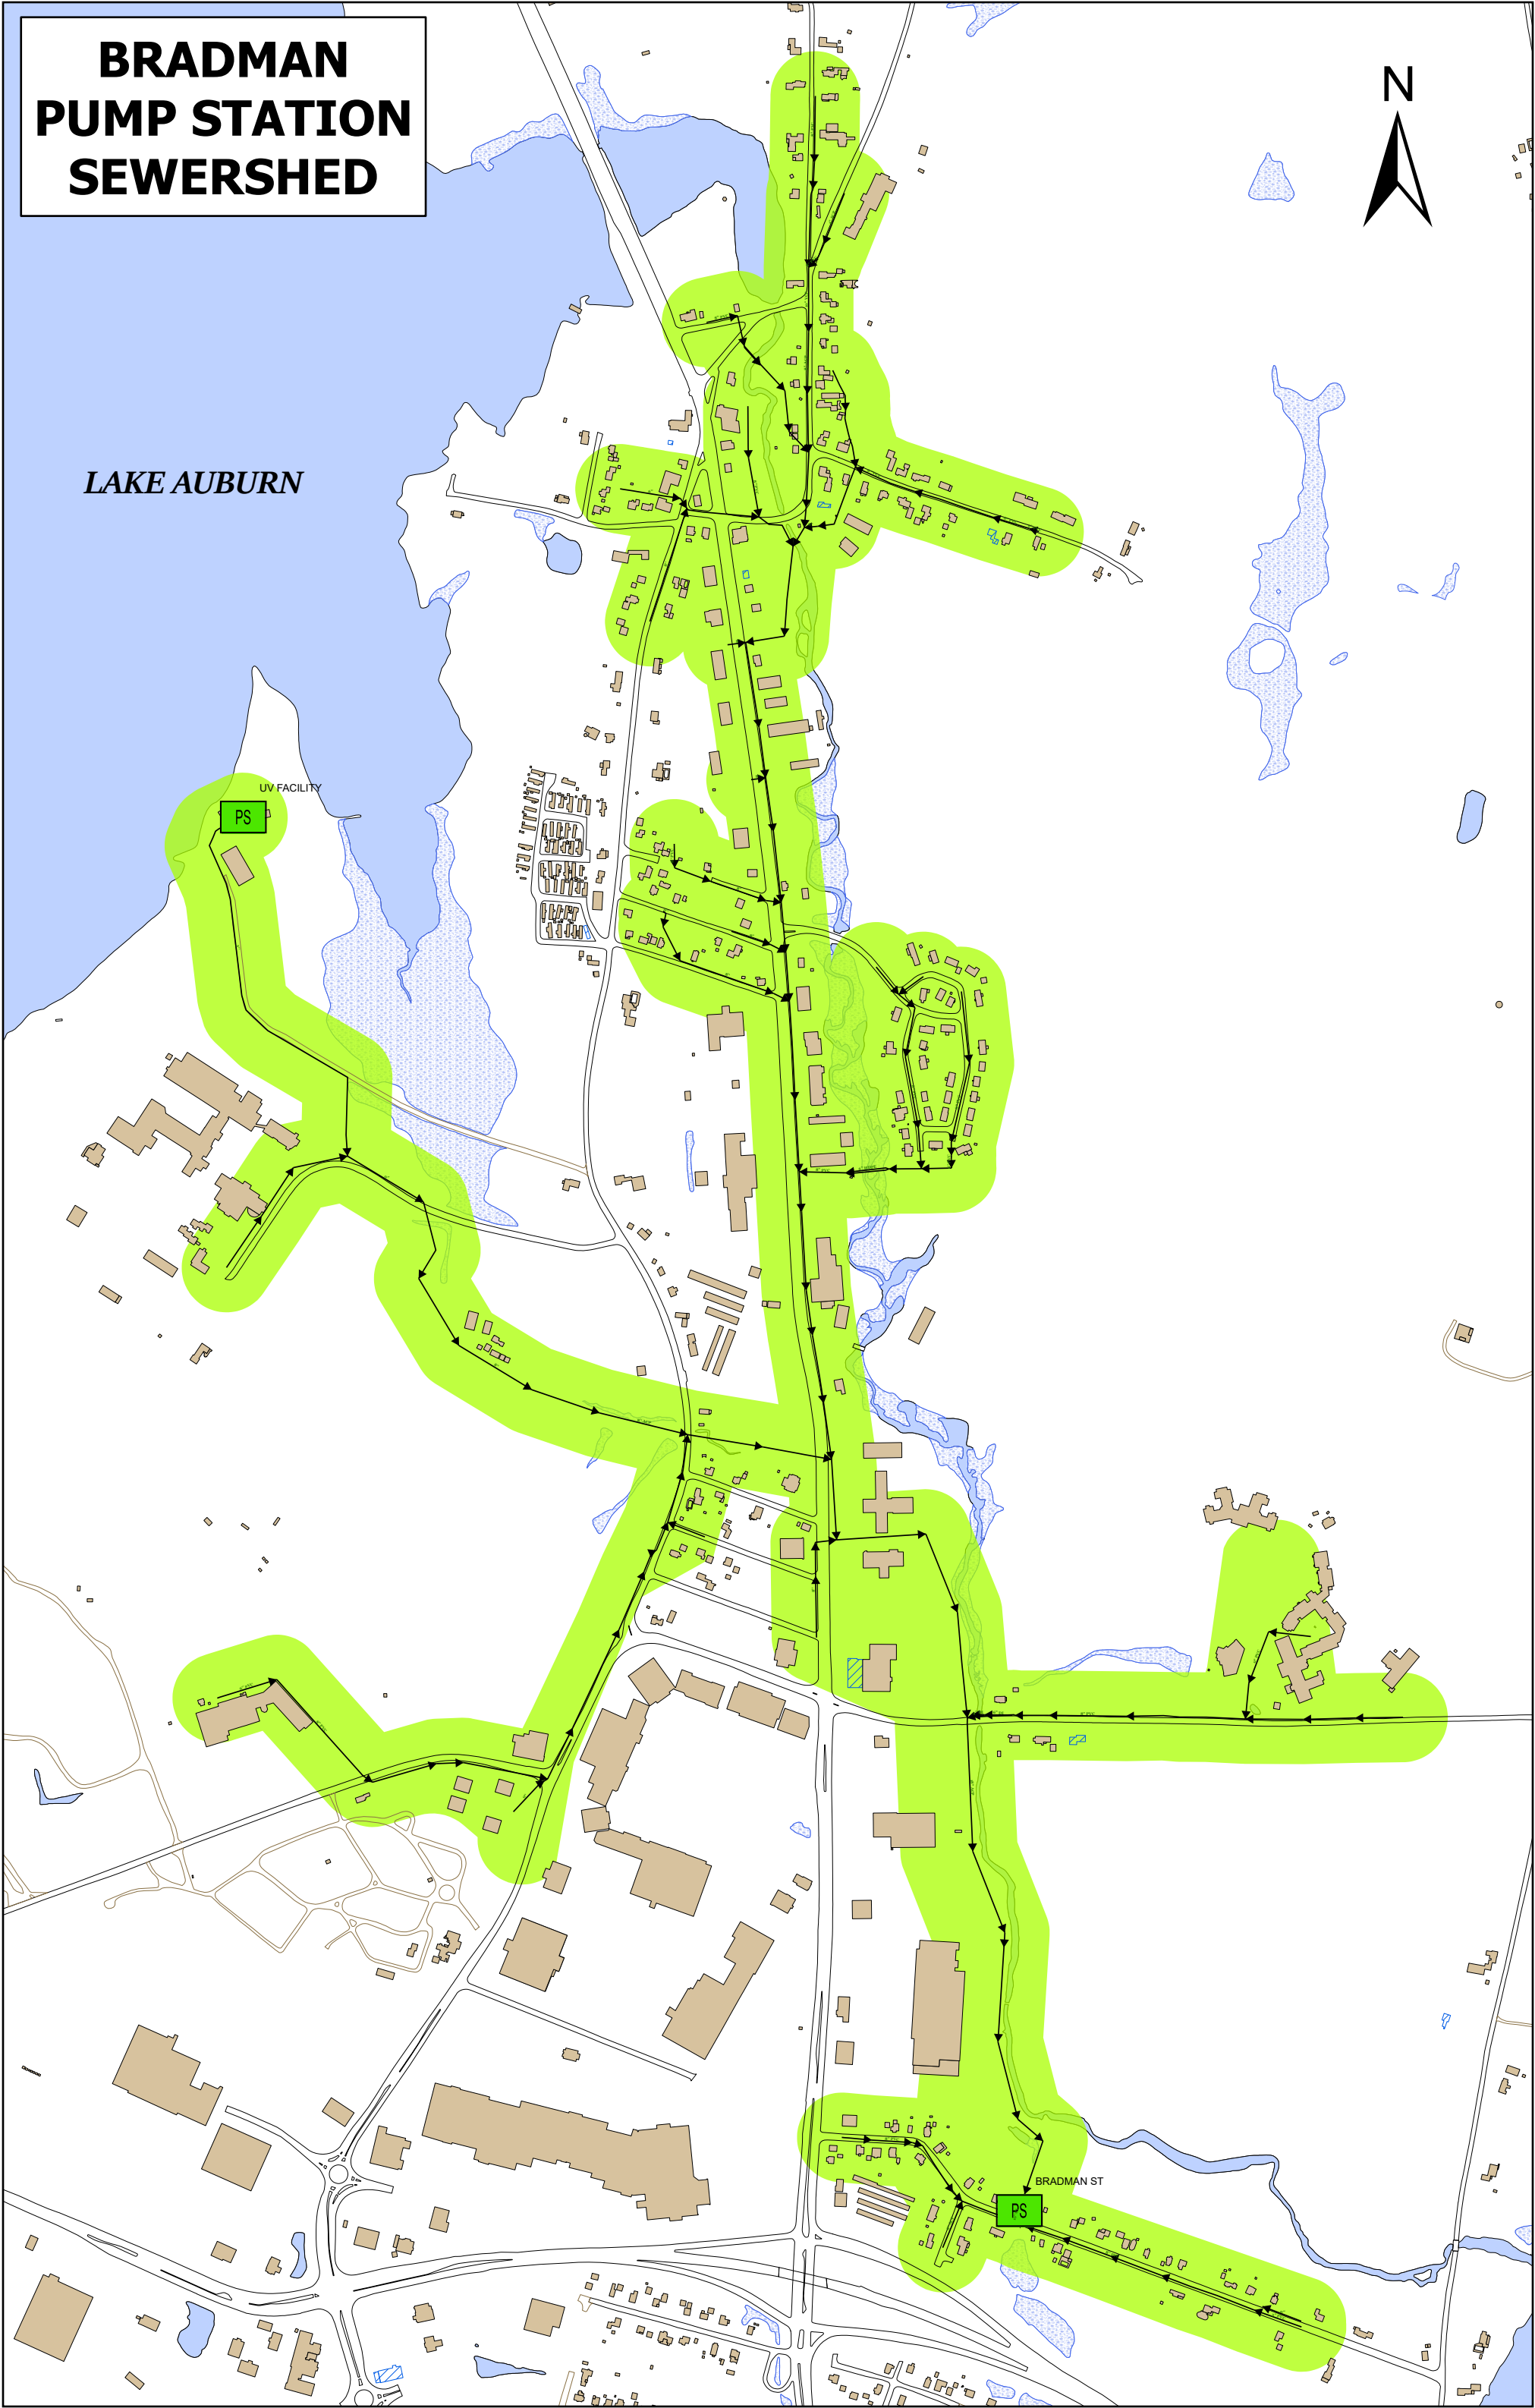 BRADMAN
PUMP STATION
SEWERSHED
N
LAKE AUBURN
UV FACILITY
PS
BRADMAN ST
PS